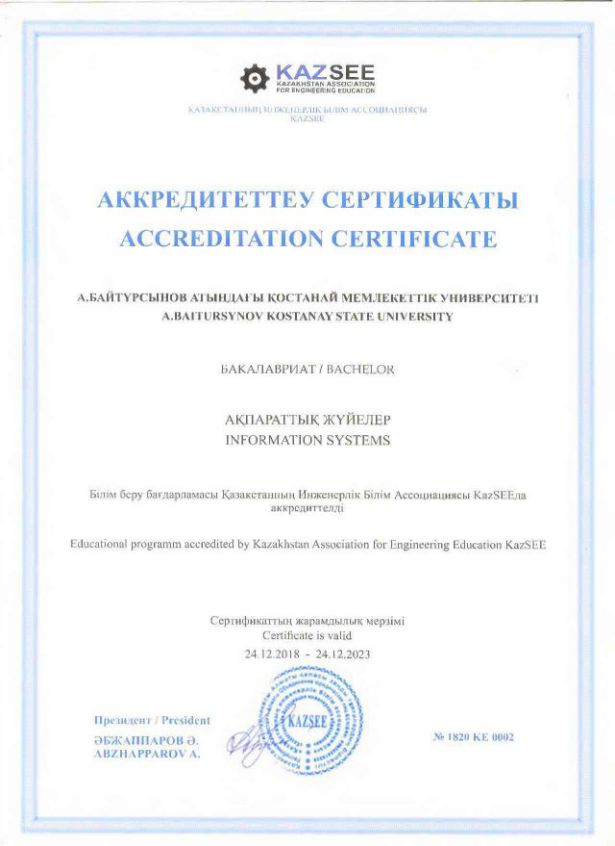 KAZSEE
KAZAKHSTAN ASSOCIATION
FOR ENGINEERING EDUCATION
ҚАЗАҚСТАННЫҢ ИНЖЕНЕРЛІК БІЛІМ АССОЦИАЦИЯСЫ
KAZSEE
АККРЕДИТЕТТЕУ СЕРТИФИКАТЫ
ACCREDITATION CERTIFICATE
А.БАЙТҰРСЫНОВ АТЫНДАҒЫ ҚОСТАНАЙ МЕМЛЕКЕТТІК УНИВЕРСИТЕТІ
A.BAITURSYNOV KOSTANAY STATE UNIVERSITY
БАКАЛАВРИАТ / BACHELOR
АҚПАРАТТЫҚ ЖҮЙЕЛЕР
INFORMATION SYSTEMS
Білім беру бағдарламасы Қазақстанның Инженерлік Білім Ассоциациясы KazSEEда
аккредиттелді
Educational programm accredited by Kazakhstan Association for Engineering Education KazSEE
Сертификаттың жарамдылық мерзімі
Certificate is valid
24.12.2018 - 24.12.2023
Президент / President
ӘБЖАППАРОВ Ә.
ABZHAPPAROV A.
KAZSEE
№ 1820 KE 0002